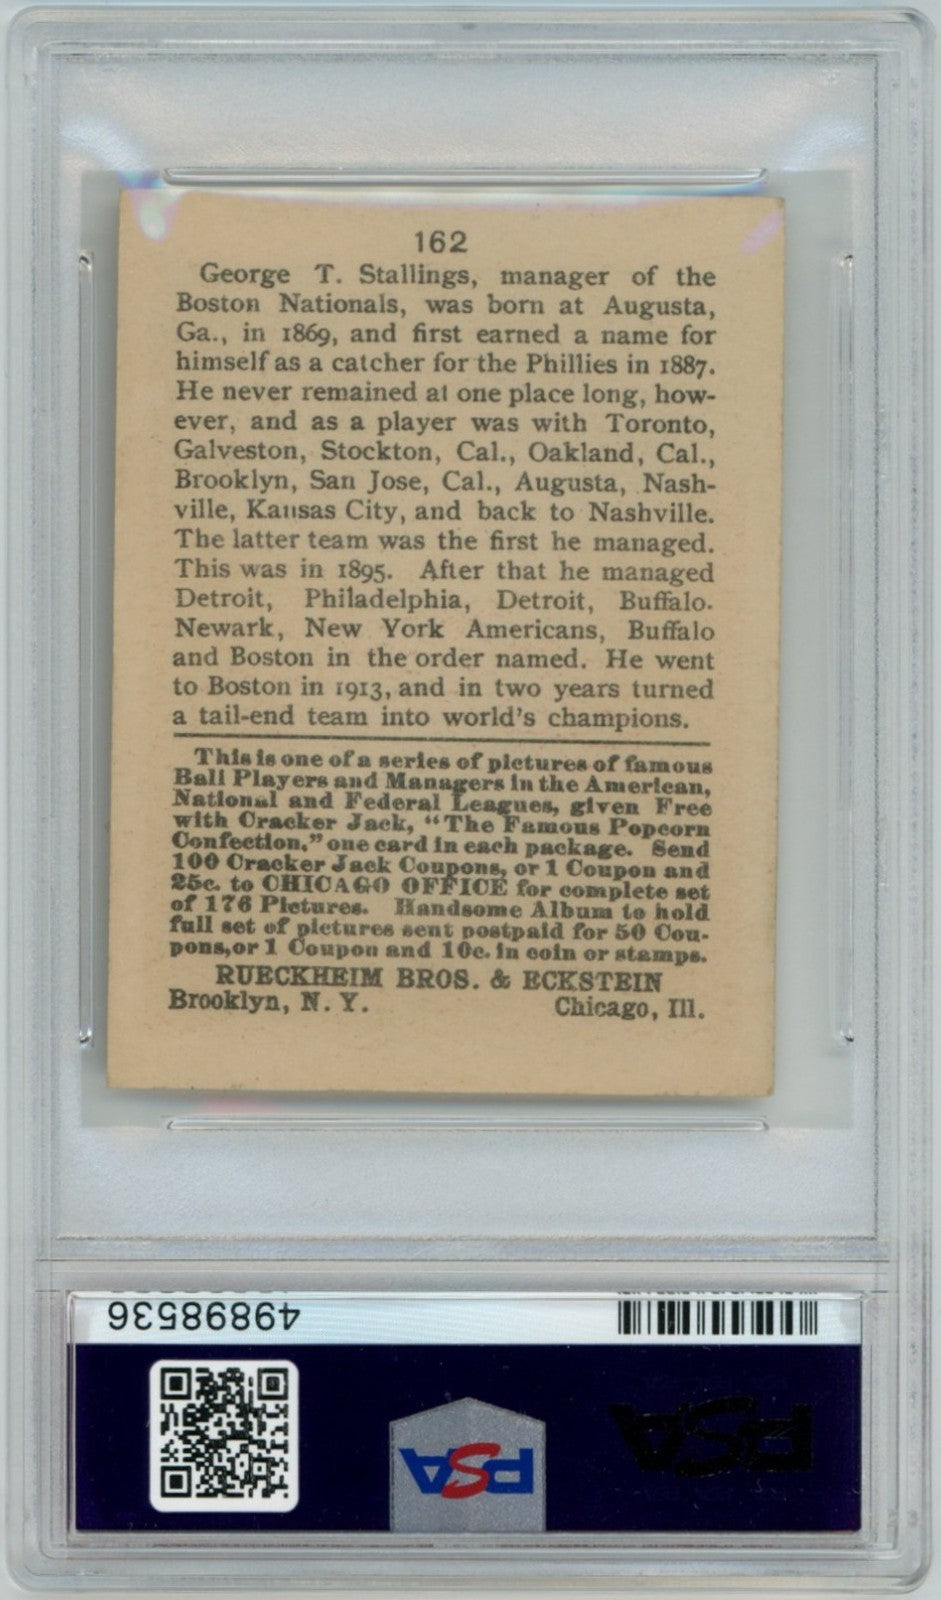 162
George T. Stallings, manager of the
Boston Nationals, was born at Augusta,
Ga., in 1869, and first earned a name for
himself as a catcher for the Phillies in 1887.
He never remained at one place long, how-
ever, and as a player was with Toronto,
Galveston, Stockton, Cal., Oakland, Cal.,
Brooklyn, San Jose, Cal., Augusta, Nash-
ville, Kansas City, and back to Nashville.
The latter team was the first he managed.
This was in 1895. After that he managed
Detroit, Philadelphia, Detroit, Buffalo.
Newark, New York Americans, Buffalo
and Boston in the order named. He went
to Boston in 1913, and in two years turned
a tail-end team into world's champions.
This is one of a series of pictures of famous
Ball Players and Managers in the American,
National and Federal Leagues, given Free
with Cracker Jack, "The Famous Popcorn
Confection," one card in each package. Send
100 Cracker Jack Coupons, or 1 Coupon and
25c. to CHICAGO OFFICE for complete set
of 176 Pictures. Handsome Album to hold
full set of pictures sent postpaid for 50 Cou-
pons, or 1 Coupon and 10c. in coin or stamps.
RUECKHEIM BROS. & ECKSTEIN
Brooklyn, N. Y. Chicago, Ill.
49898536
PSA
PSA